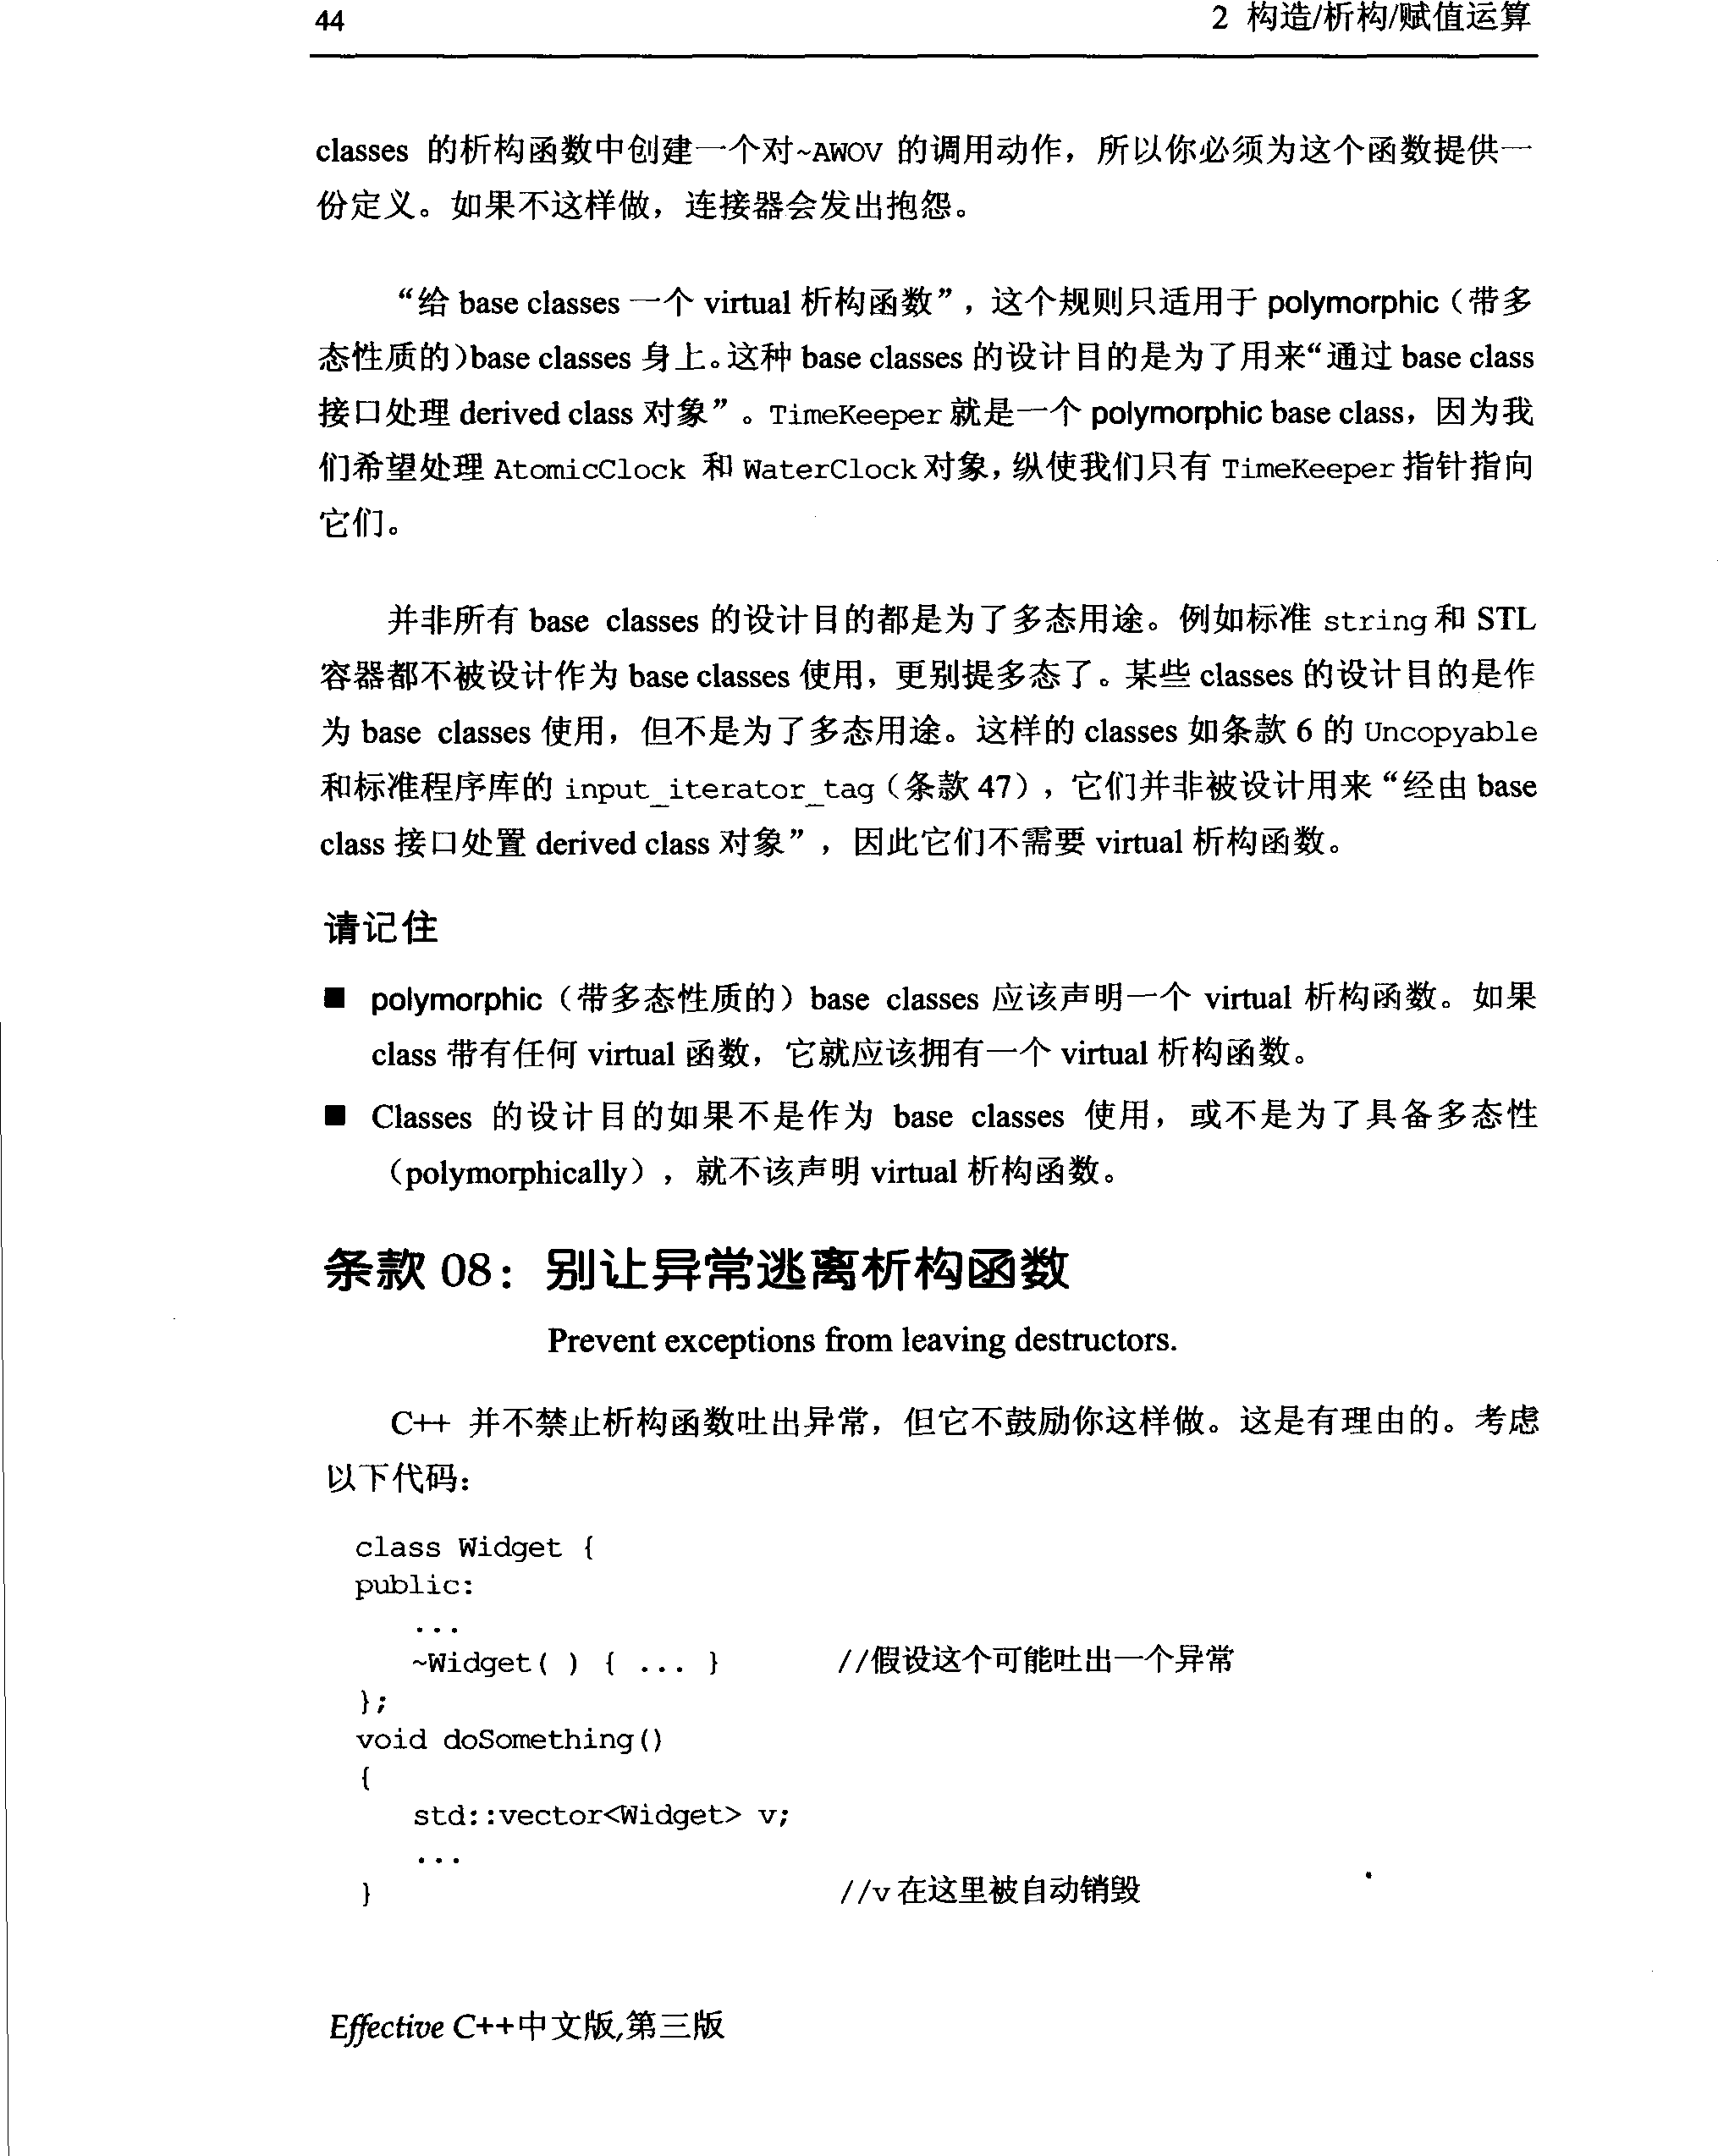 44
2 构造/析构/赋值运算
classes 的析构函数中创建一个对~AWOV 的调用动作，所以你必须为这个函数提供一
份定义。如果不这样做，连接器会发出抱怨。
“给 base classes 一个 virtual 析构函数”，这个规则只适用于 polymorphic（带多
态性质的）base classes 身上。这种 base classes 的设计目的是为了用来“通过 base class
接口处理 derived class 对象”。TimeKeeper 就是一个 polymorphic base class，因为我
们希望处理 AtomicClock 和 WaterClock 对象，纵使我们只有 TimeKeeper 指针指向
它们。
并非所有 base classes 的设计目的都是为了多态用途。例如标准 string 和 STL
容器都不被设计作为 base classes 使用，更别提多态了。某些 classes 的设计目的是作
为 base classes 使用，但不是为了多态用途。这样的 classes 如条款 6 的 Uncopyable
和标准程序库的 input_iterator_tag（条款 47），它们并非被设计用来“经由 base
class 接口处置 derived class 对象”，因此它们不需要 virtual 析构函数。
请记住
■ polymorphic（带多态性质的）base classes 应该声明一个 virtual 析构函数。如果
class 带有任何 virtual 函数，它就应该拥有一个 virtual 析构函数。
■ Classes 的设计目的如果不是作为 base classes 使用，或不是为了具备多态性
（polymorphically），就不该声明 virtual 析构函数。
条款 08：别让异常逃离析构函数
Prevent exceptions from leaving destructors.
C++ 并不禁止析构函数吐出异常，但它不鼓励你这样做。这是有理由的。考虑
以下代码：
class Widget {
public:
...
~Widget( ) { ... } //假设这个可能吐出一个异常
};
void doSomething()
{
std::vector<Widget> v;
...
} //v 在这里被自动销毁
Effective C++中文版,第三版